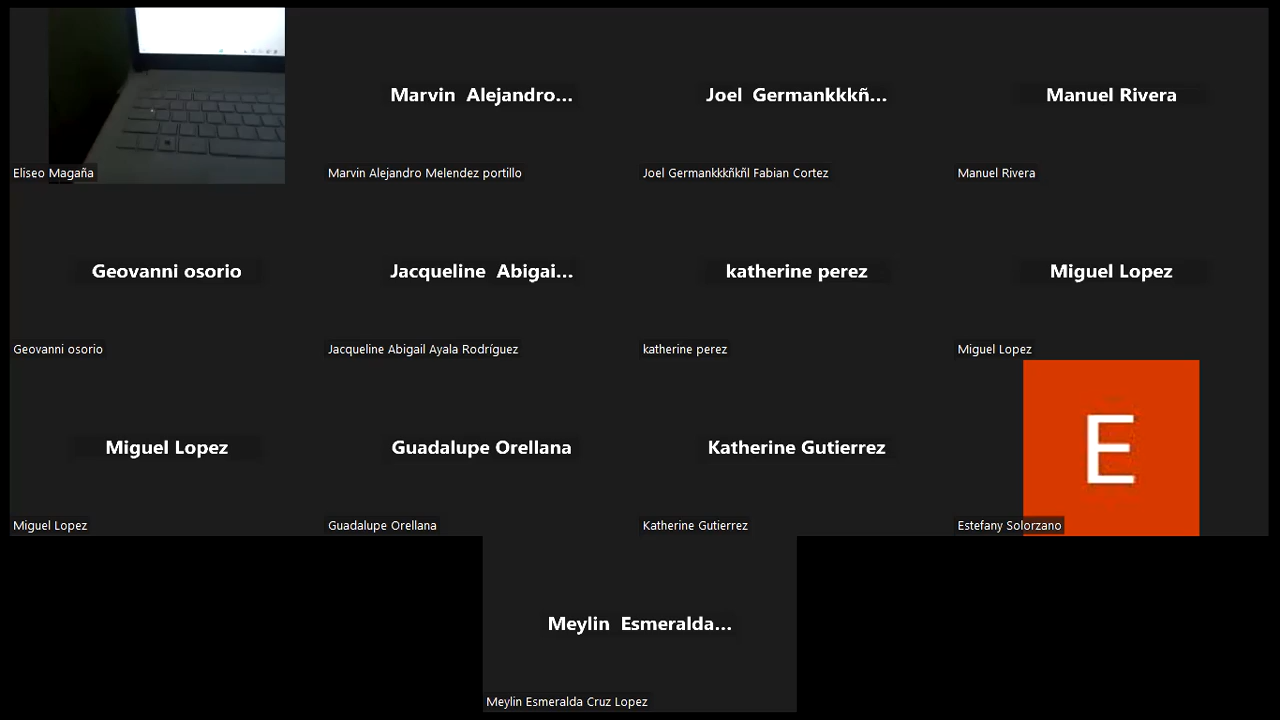 Eliseo Magaña
Marvin Alejandro...
Marvin Alejandro Melendez portillo
Joel Germankkkñ...
Joel Germankkkñkñl Fabian Cortez
Manuel Rivera
Manuel Rivera
Geovanni osorio
Geovanni osorio
Jacqueline Abigai...
Jacqueline Abigail Ayala Rodríguez
katherine perez
katherine perez
Miguel Lopez
Miguel Lopez
Miguel Lopez
Miguel Lopez
Guadalupe Orellana
Guadalupe Orellana
Katherine Gutierrez
Katherine Gutierrez
E
Estefany Solorzano
Meylin Esmeralda...
Meylin Esmeralda Cruz Lopez